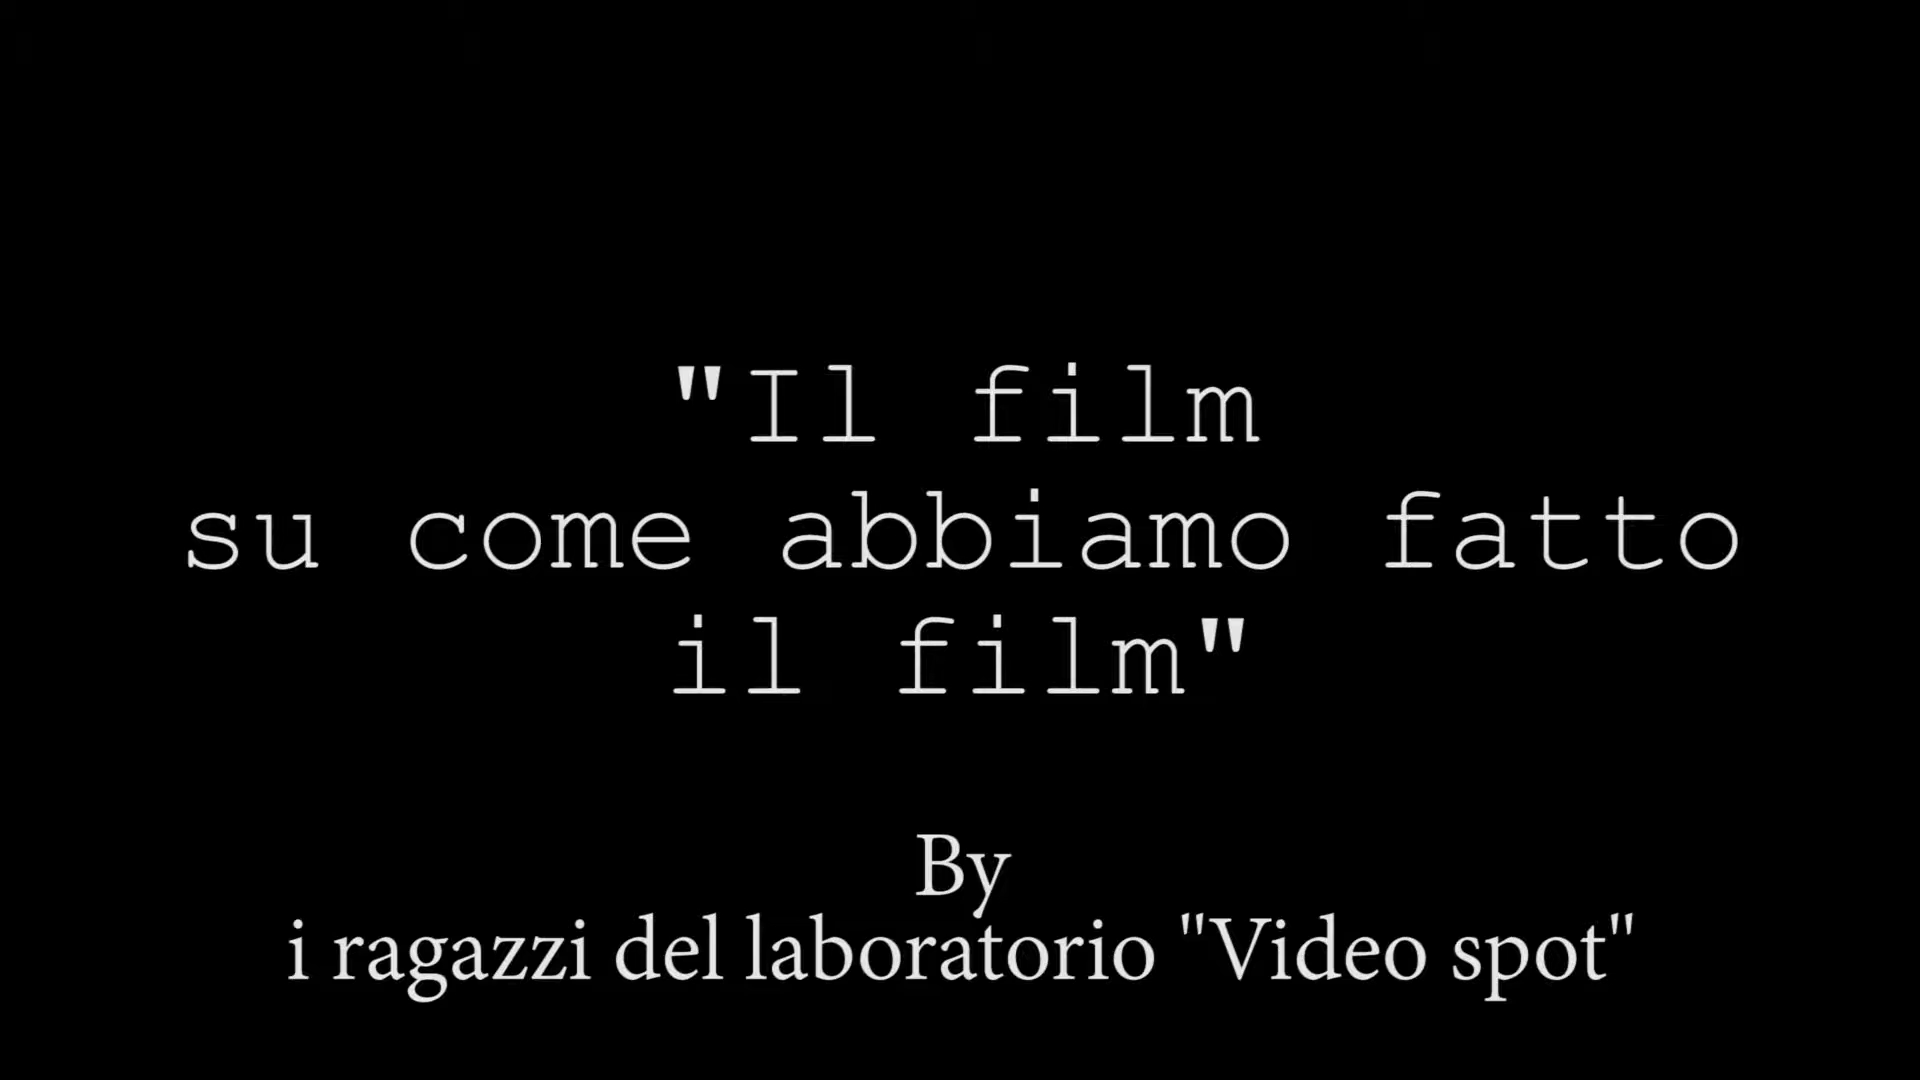 "Il film
su come abbiamo fatto
il film"
By
i ragazzi del laboratorio "Video spot"